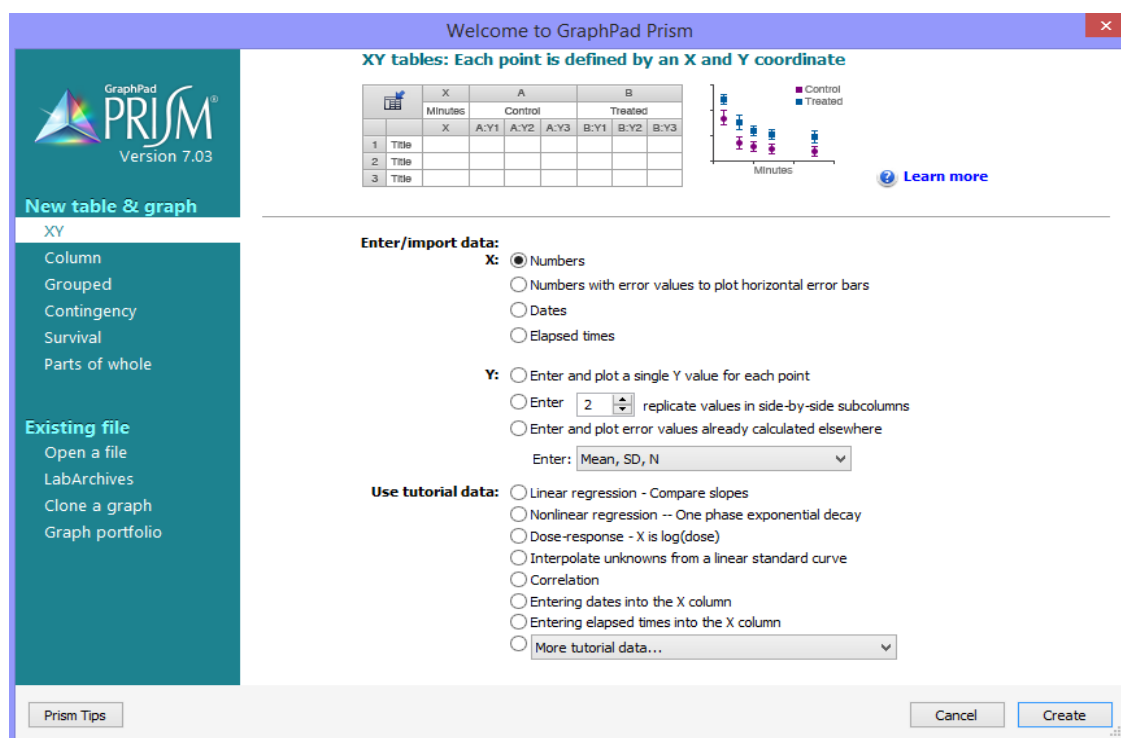 Welcome to GraphPad Prism
GraphPad
PRISM®
Version 7.03
New table & graph
XY
Column
Grouped
Contingency
Survival
Parts of whole
Existing file
Open a file
LabArchives
Clone a graph
Graph portfolio
XY tables: Each point is defined by an X and Y coordinate
X A B
Minutes Control Treated
X A:Y1 A:Y2 A:Y3 B:Y1 B:Y2 B:Y3
1 Title
2 Title
3 Title
Control
Treated
Minutes
? Learn more
Enter/import data:
X: Numbers
Numbers with error values to plot horizontal error bars
Dates
Elapsed times
Y: Enter and plot a single Y value for each point
Enter 2 replicate values in side-by-side subcolumns
Enter and plot error values already calculated elsewhere
Enter: Mean, SD, N
Use tutorial data: Linear regression - Compare slopes
Nonlinear regression -- One phase exponential decay
Dose-response - X is log(dose)
Interpolate unknowns from a linear standard curve
Correlation
Entering dates into the X column
Entering elapsed times into the X column
More tutorial data...
Prism Tips
Cancel
Create